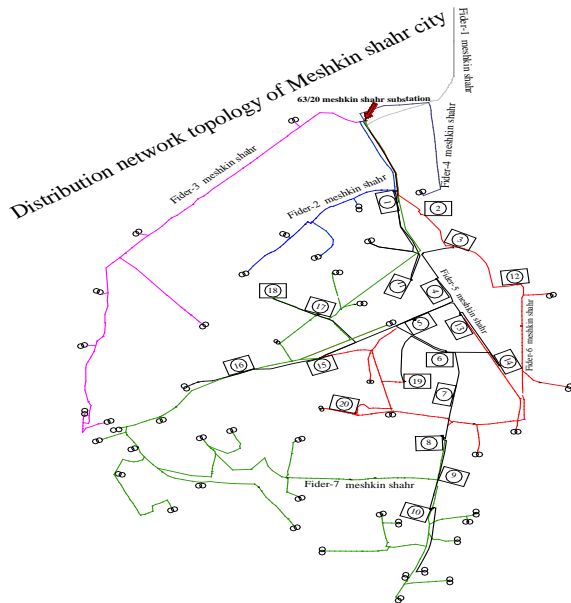 Distribution network topology of Meshkin shahr city
Fider-1 meshkin shahr
63/20 meshkin shahr substation
Fider-4 meshkin shahr
Fider-3 meshkin shahr
Fider-2 meshkin shahr
1
2
3
12
11
4
Fider-5 meshkin shahr
18
17
5
13
Fider-6 meshkin shahr
16
15
6
14
19
7
20
8
9
Fider-7 meshkin shahr
10